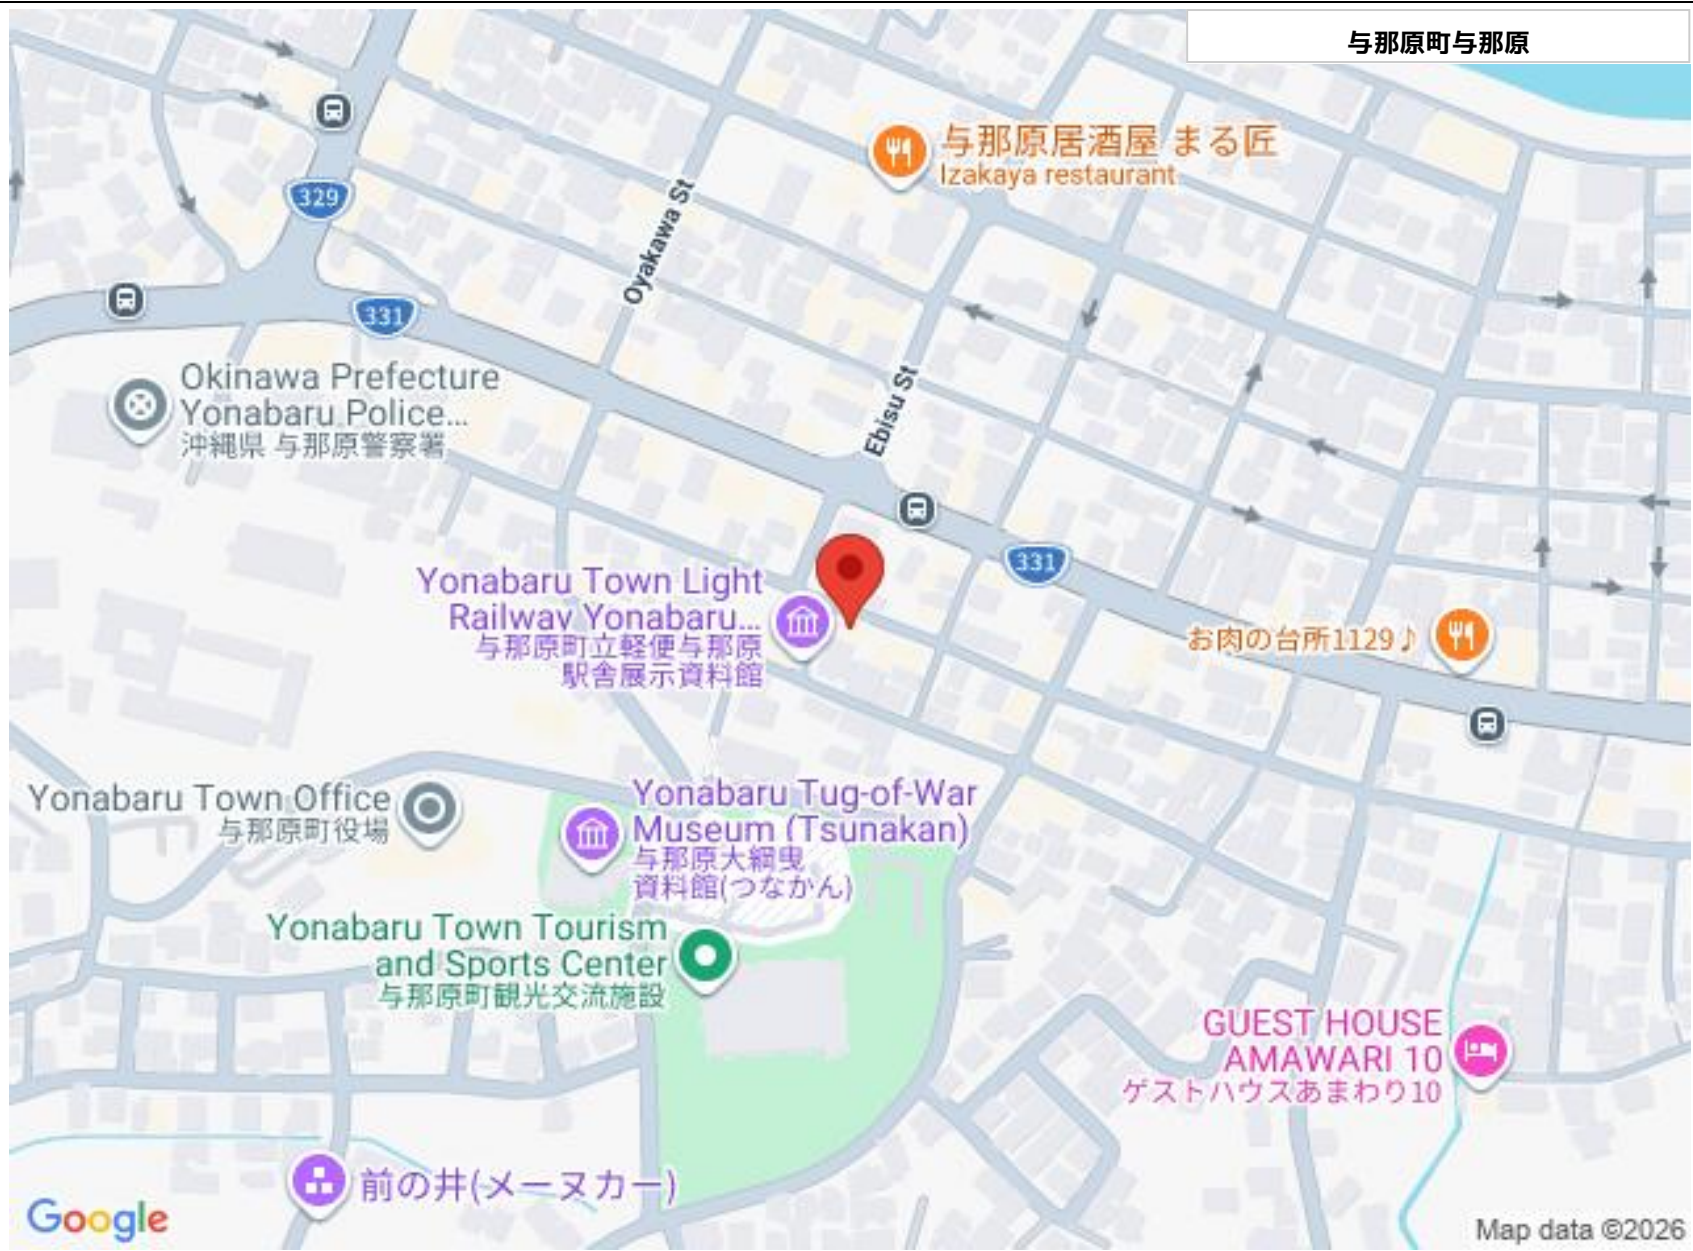 与那原町与那原
与那原居酒屋 まる匠
Izakaya restaurant
329
Oyakawa St
331
Okinawa Prefecture
Yonabaru Police...
沖縄県 与那原警察署
Ebisu St
331
Yonabaru Town Light
Railway Yonabaru...
与那原町立軽便与那原
駅舎展示資料館
お肉の台所1129♪
Yonabaru Town Office
与那原町役場
Yonabaru Tug-of-War
Museum (Tsunakan)
与那原大綱曳
資料館(つなかん)
Yonabaru Town Tourism
and Sports Center
与那原町観光交流施設
GUEST HOUSE
AMAWARI 10
ゲストハウスあまわり10
前の井(メーヌカー)
Google
Map data ©2026